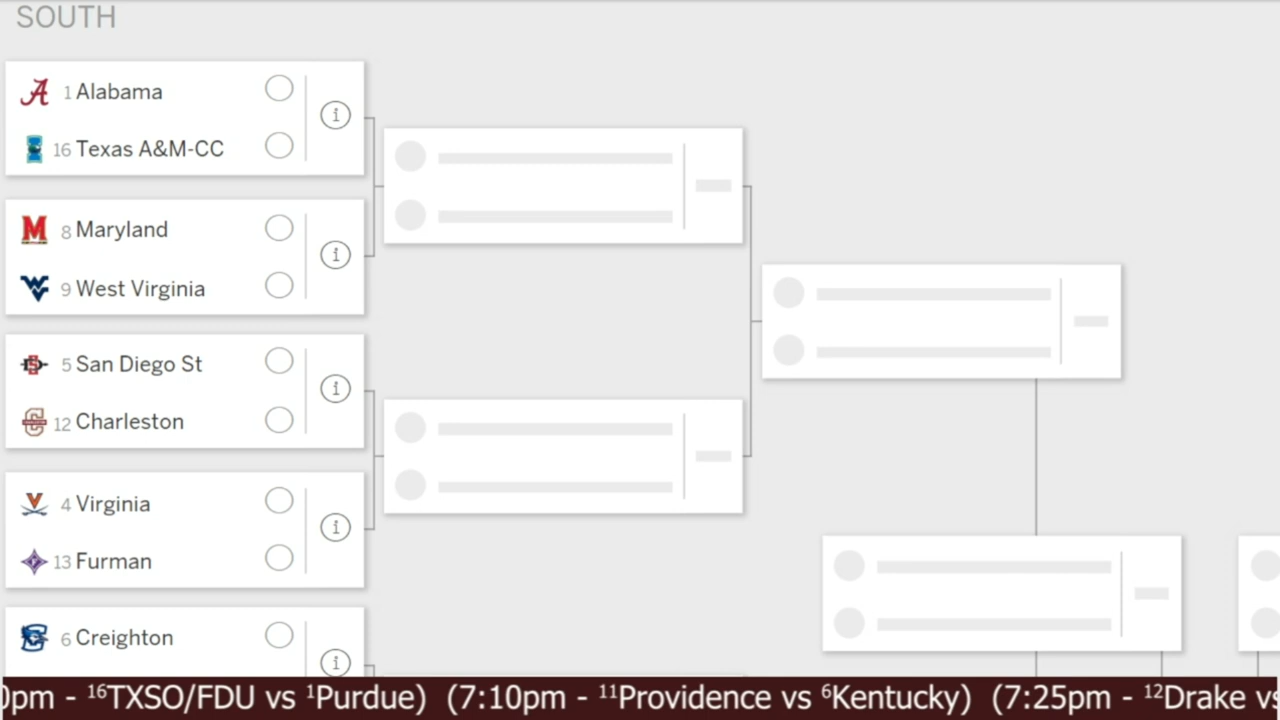 SOUTH
1 Alabama
16 Texas A&M-CC
8 Maryland
9 West Virginia
5 San Diego St
12 Charleston
4 Virginia
13 Furman
6 Creighton
0pm - ¹⁶TXSO/FDU vs ¹Purdue) (7:10pm - ¹¹Providence vs ⁶Kentucky) (7:25pm - ¹²Drake vs